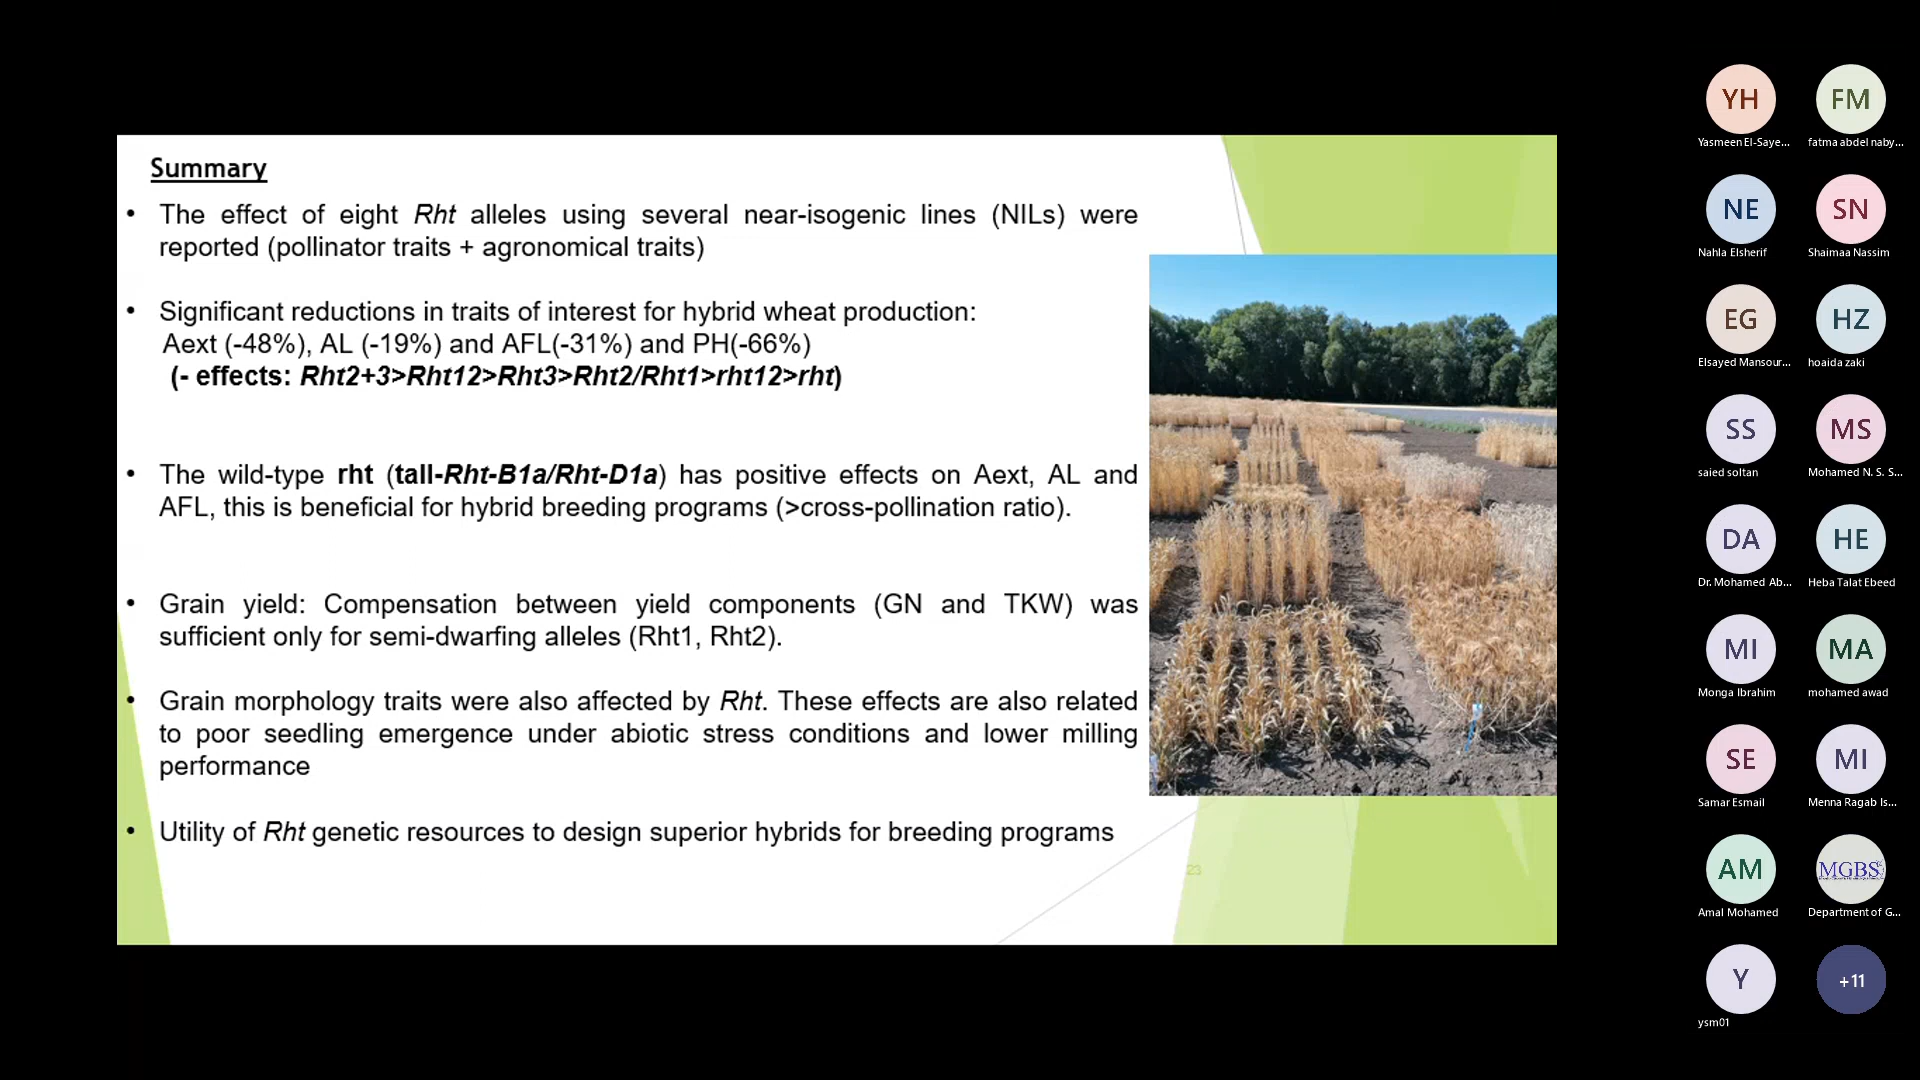 Summary
• The effect of eight Rht alleles using several near-isogenic lines (NILs) were
reported (pollinator traits + agronomical traits)
• Significant reductions in traits of interest for hybrid wheat production:
Aext (-48%), AL (-19%) and AFL(-31%) and PH(-66%)
(- effects: Rht2+3>Rht12>Rht3>Rht2/Rht1>rht12>rht)
• The wild-type rht (tall-Rht-B1a/Rht-D1a) has positive effects on Aext, AL and
AFL, this is beneficial for hybrid breeding programs (>cross-pollination ratio).
• Grain yield: Compensation between yield components (GN and TKW) was
sufficient only for semi-dwarfing alleles (Rht1, Rht2).
• Grain morphology traits were also affected by Rht. These effects are also related
to poor seedling emergence under abiotic stress conditions and lower milling
performance
• Utility of Rht genetic resources to design superior hybrids for breeding programs
23
YH
Yasmeen El-Saye...
FM
fatma abdel naby...
NE
Nahla Elsherif
SN
Shaimaa Nassim
EG
Elsayed Mansour...
HZ
hoaida zaki
SS
saied soltan
MS
Mohamed N. S. S...
DA
Dr. Mohamed Ab...
HE
Heba Talat Ebeed
MI
Monga Ibrahim
MA
mohamed awad
SE
Samar Esmail
MI
Menna Ragab Is...
AM
Amal Mohamed
MGBS
Department of G...
Y
ysm01
+11